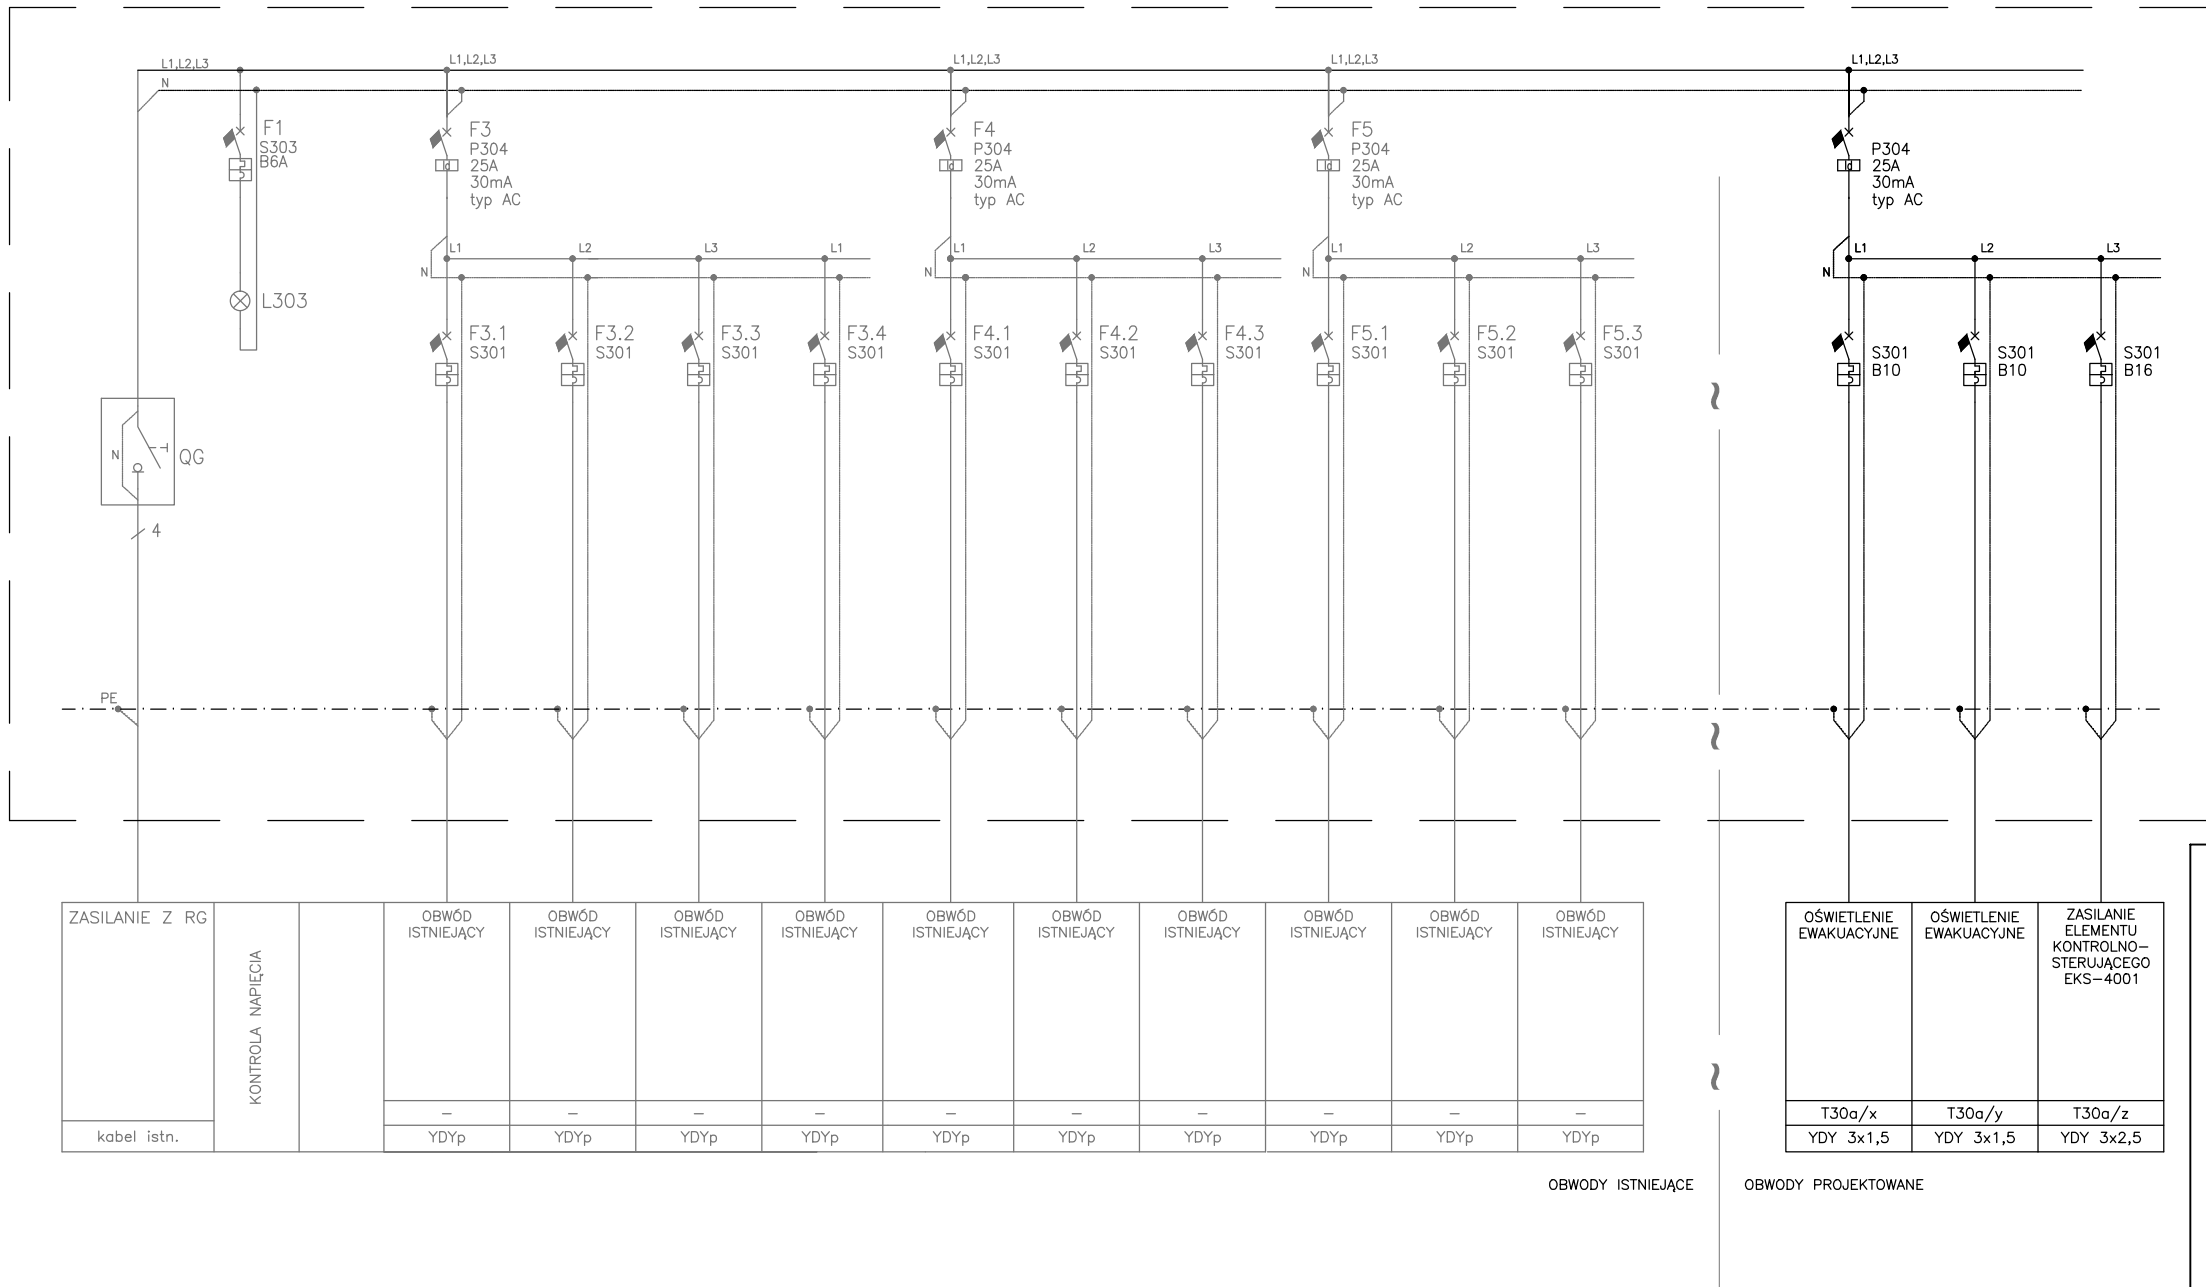 L1,L2,L3
L1,L2,L3
L1,L2,L3
L1,L2,L3
L1,L2,L3
N
F1
S303
B6A
F3
P304
25A
30mA
typ AC
F4
P304
25A
30mA
typ AC
F5
P304
25A
30mA
typ AC
P304
25A
30mA
typ AC
L1
L2
L3
L1
L1
L2
L3
L1
L2
L3
L1
L2
L3
N
N
N
N
L303
F3.1
S301
F3.2
S301
F3.3
S301
F3.4
S301
F4.1
S301
F4.2
S301
F4.3
S301
F5.1
S301
F5.2
S301
F5.3
S301
S301
B10
S301
B10
S301
B16
N
QG
4
PE
ZASILANIE Z RG
kabel istn.
KONTROLA NAPIĘCIA
OBWÓD
ISTNIEJĄCY
–
YDYp
OBWÓD
ISTNIEJĄCY
–
YDYp
OBWÓD
ISTNIEJĄCY
–
YDYp
OBWÓD
ISTNIEJĄCY
–
YDYp
OBWÓD
ISTNIEJĄCY
–
YDYp
OBWÓD
ISTNIEJĄCY
–
YDYp
OBWÓD
ISTNIEJĄCY
–
YDYp
OBWÓD
ISTNIEJĄCY
–
YDYp
OBWÓD
ISTNIEJĄCY
–
YDYp
OBWÓD
ISTNIEJĄCY
–
YDYp
OŚWIETLENIE
EWAKUACYJNE
T30a/x
YDY 3x1,5
OŚWIETLENIE
EWAKUACYJNE
T30a/y
YDY 3x1,5
ZASILANIE
ELEMENTU
KONTROLNO–
STERUJĄCEGO
EKS–4001
T30a/z
YDY 3x2,5
OBWODY ISTNIEJĄCE
OBWODY PROJEKTOWANE